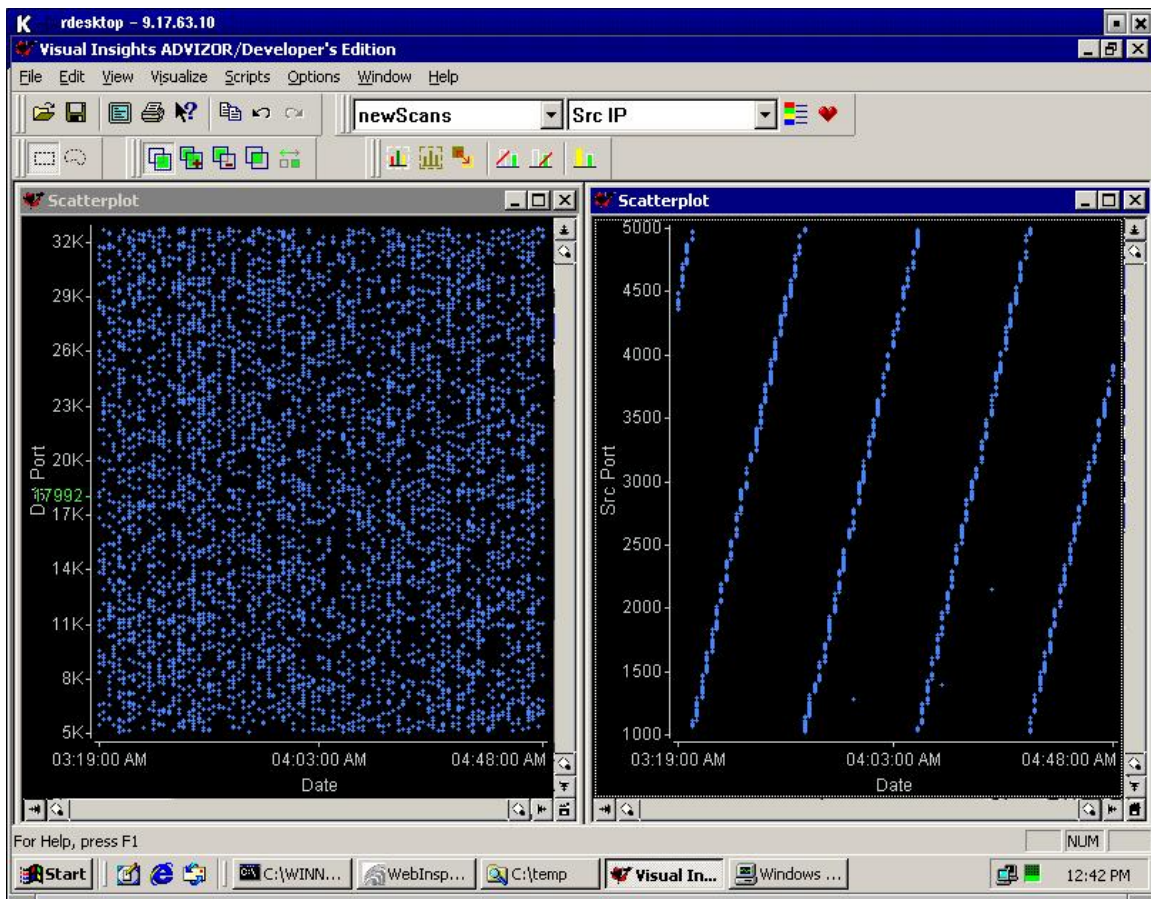 rdesktop – 9.17.63.10
Visual Insights ADVIZOR/Developer's Edition
File Edit View Visualize Scripts Options Window Help
newScans Src IP
Scatterplot
32K
29K
26K
23K
20K
17K
14K
11K
8K
5K
03:19:00 AM 04:03:00 AM 04:48:00 AM
Date
Scatterplot
5000
4500
4000
3500
3000
2500
2000
1500
1000
Src Port
03:19:00 AM 04:03:00 AM 04:48:00 AM
Date
For Help, press F1
NUM
Start C:\WINN... WebInsp... C:\temp Visual In... Windows ... 12:42 PM